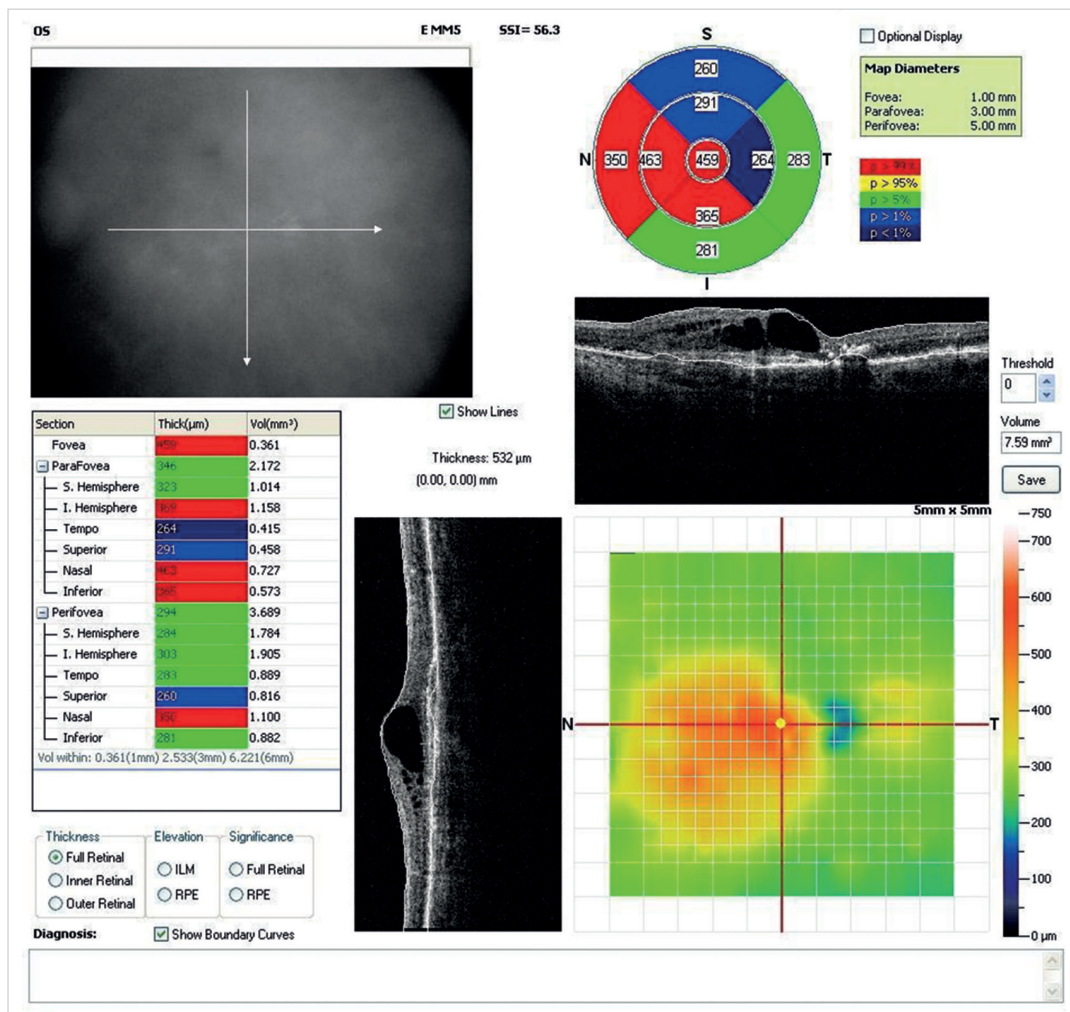 OS E MM5 SSI= 56.3
S
260
291
N 350 463 459 264 283 T
365
281
I
Optional Display
Map Diameters
Fovea: 1.00 mm
Parafovea: 3.00 mm
Perifovea: 5.00 mm
p > 99%
p > 95%
p > 5%
p > 1%
p < 1%
Threshold
0
Volume
7.59 mm³
Save
Show Lines
Thickness: 532 µm
(0.00, 0.00) mm
Section Thick(µm) Vol(mm³)
Fovea 459 0.361
ParaFovea 346 2.172
S. Hemisphere 323 1.014
I. Hemisphere 369 1.158
Tempo 264 0.415
Superior 291 0.458
Nasal 463 0.727
Inferior 365 0.573
Perifovea 294 3.689
S. Hemisphere 284 1.784
I. Hemisphere 303 1.905
Tempo 283 0.889
Superior 260 0.816
Nasal 350 1.100
Inferior 281 0.882
Vol within: 0.361(1mm) 2.533(3mm) 6.221(6mm)
5mm x 5mm
N T
750
700
600
500
400
300
200
100
0 µm
Thickness
Full Retinal
Inner Retinal
Outer Retinal
Elevation
ILM
RPE
Significance
Full Retinal
RPE
Diagnosis:
Show Boundary Curves